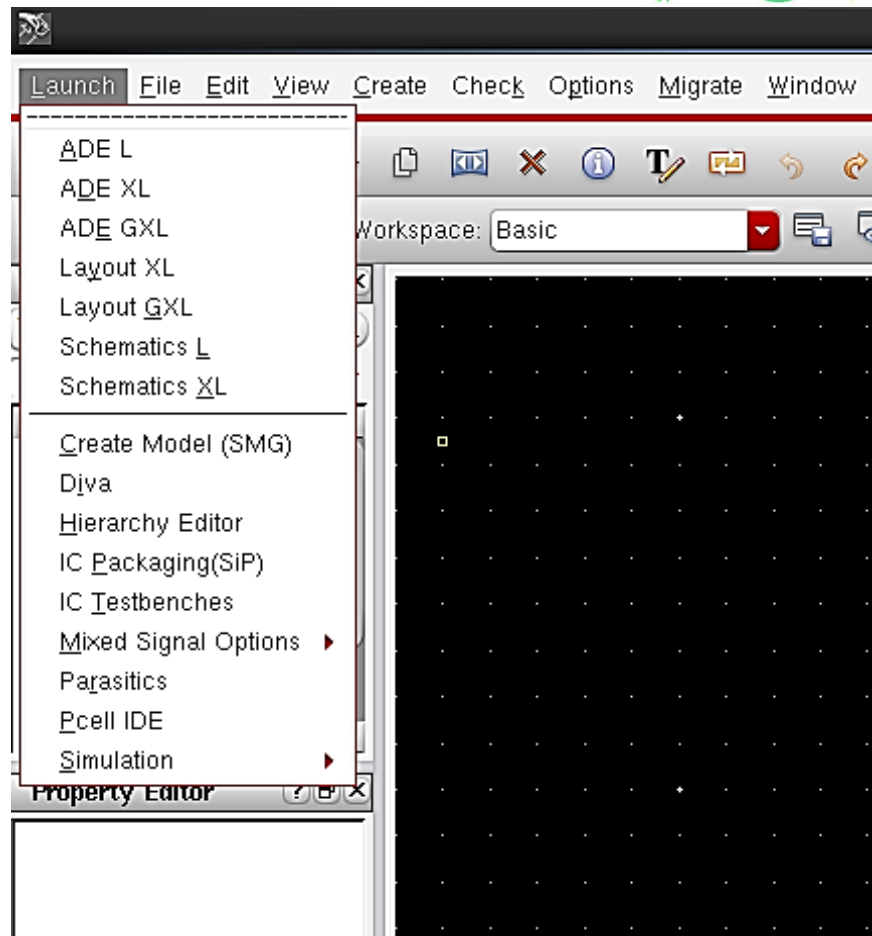 Launch File Edit View Create Check Options Migrate Window
ADE L
ADE XL
ADE GXL
Layout XL
Layout GXL
Schematics L
Schematics XL
Create Model (SMG)
Diva
Hierarchy Editor
IC Packaging(SiP)
IC Testbenches
Mixed Signal Options
Parasitics
Pcell IDE
Simulation
Workspace: Basic
Property Editor